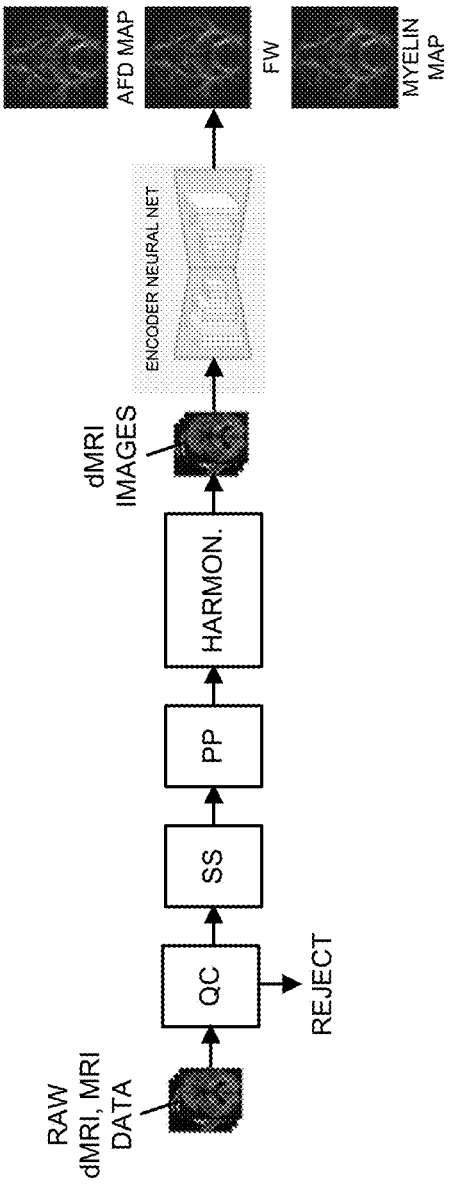 RAW
dMRI, MRI
DATA
QC
REJECT
SS
PP
HARMON.
dMRI
IMAGES
ENCODER NEURAL NET
AFD MAP
FW
MYELIN
MAP